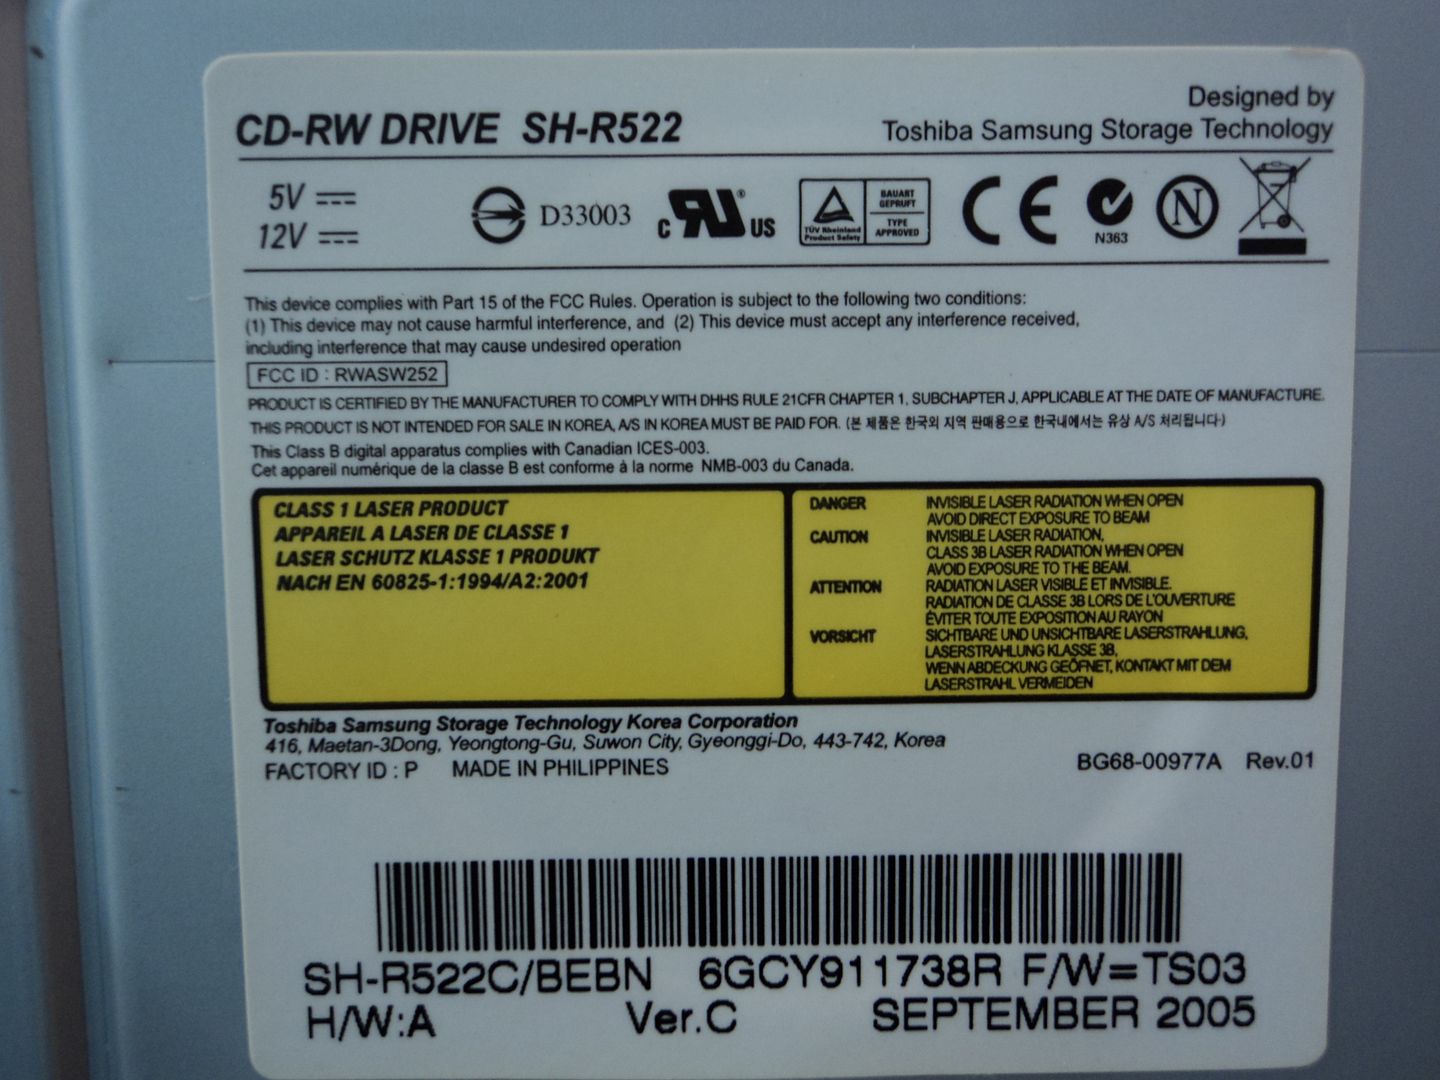 CD-RW DRIVE SH-R522
Designed by
Toshiba Samsung Storage Technology
5V
12V
D33003
C RU US
TÜV Rheinland
Product Safety
BAUART
GEPRÜFT
TYPE
APPROVED
CE
N363
N
This device complies with Part 15 of the FCC Rules. Operation is subject to the following two conditions:
(1) This device may not cause harmful interference, and (2) This device must accept any interference received,
including interference that may cause undesired operation
FCC ID : RWASW252
PRODUCT IS CERTIFIED BY THE MANUFACTURER TO COMPLY WITH DHHS RULE 21CFR CHAPTER 1, SUBCHAPTER J, APPLICABLE AT THE DATE OF MANUFACTURE.
THIS PRODUCT IS NOT INTENDED FOR SALE IN KOREA, A/S IN KOREA MUST BE PAID FOR. (본 제품은 한국외 지역 판매용으로 한국내에서는 유상 A/S 처리됩니다)
This Class B digital apparatus complies with Canadian ICES-003.
Cet appareil numérique de la classe B est conforme à la norme NMB-003 du Canada.
CLASS 1 LASER PRODUCT
APPAREIL A LASER DE CLASSE 1
LASER SCHUTZ KLASSE 1 PRODUKT
NACH EN 60825-1:1994/A2:2001
DANGER INVISIBLE LASER RADIATION WHEN OPEN
AVOID DIRECT EXPOSURE TO BEAM
CAUTION INVISIBLE LASER RADIATION,
CLASS 3B LASER RADIATION WHEN OPEN
AVOID EXPOSURE TO THE BEAM.
ATTENTION RADIATION LASER VISIBLE ET INVISIBLE.
RADIATION DE CLASSE 3B LORS DE L'OUVERTURE
ÉVITER TOUTE EXPOSITION AU RAYON
VORSICHT SICHTBARE UND UNSICHTBARE LASERSTRAHLUNG,
LASERSTRAHLUNG KLASSE 3B,
WENN ABDECKUNG GEÖFNET, KONTAKT MIT DEM
LASERSTRAHL VERMEIDEN
Toshiba Samsung Storage Technology Korea Corporation
416, Maetan-3Dong, Yeongtong-Gu, Suwon City, Gyeonggi-Do, 443-742, Korea
FACTORY ID : P MADE IN PHILIPPINES
BG68-00977A Rev.01
SH-R522C/BEBN 6GCY911738R F/W=TS03
H/W:A Ver.C SEPTEMBER 2005